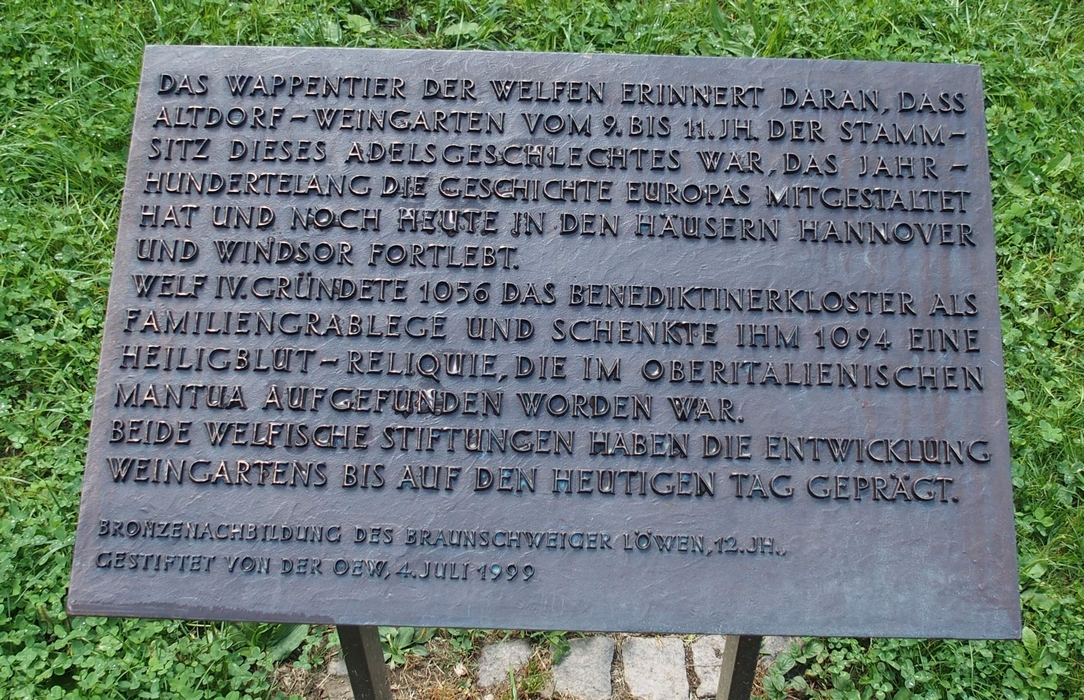 DAS WAPPENTIER DER WELFEN ERINNERT DARAN, DASS
ALTDORF-WEINGARTEN VOM 9. BIS 11. JH. DER STAMM-
SITZ DIESES ADELSGESCHLECHTES WAR, DAS JAHR-
HUNDERTELANG DIE GESCHICHTE EUROPAS MITGESTALTET
HAT UND NOCH HEUTE IN DEN HÄUSERN HANNOVER
UND WINDSOR FORTLEBT.
WELF IV. GRÜNDETE 1056 DAS BENEDIKTINERKLOSTER ALS
FAMILIENGRABLEGE UND SCHENKTE IHM 1094 EINE
HEILIGBLUT-RELIQUIE, DIE IM OBERITALIENISCHEN
MANTUA AUFGEFUNDEN WORDEN WAR.
BEIDE WELFISCHE STIFTUNGEN HABEN DIE ENTWICKLUNG
WEINGARTENS BIS AUF DEN HEUTIGEN TAG GEPRÄGT.
BRONZENACHBILDUNG DES BRAUNSCHWEIGER LÖWEN, 12. JH.,
GESTIFTET VON DER OEW, 4. JULI 1999